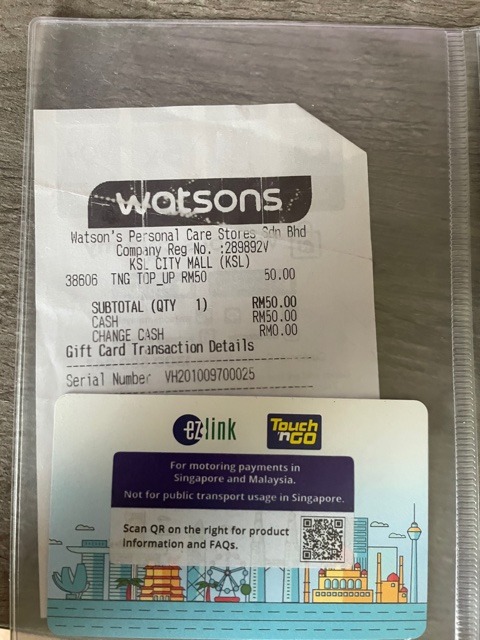 watsons
Watson's Personal Care Stores Sdn Bhd
Company Reg No. :289892V
KSL CITY MALL (KSL)
38606 TNG TOP_UP RM50 50.00
SUBTOTAL (QTY 1) RM50.00
CASH RM50.00
CHANGE CASH RM0.00
Gift Card Transaction Details
Serial Number VH201009700025
ez-link Touch 'n GO
For motoring payments in
Singapore and Malaysia.
Not for public transport usage in Singapore.
Scan QR on the right for product
Information and FAQs.